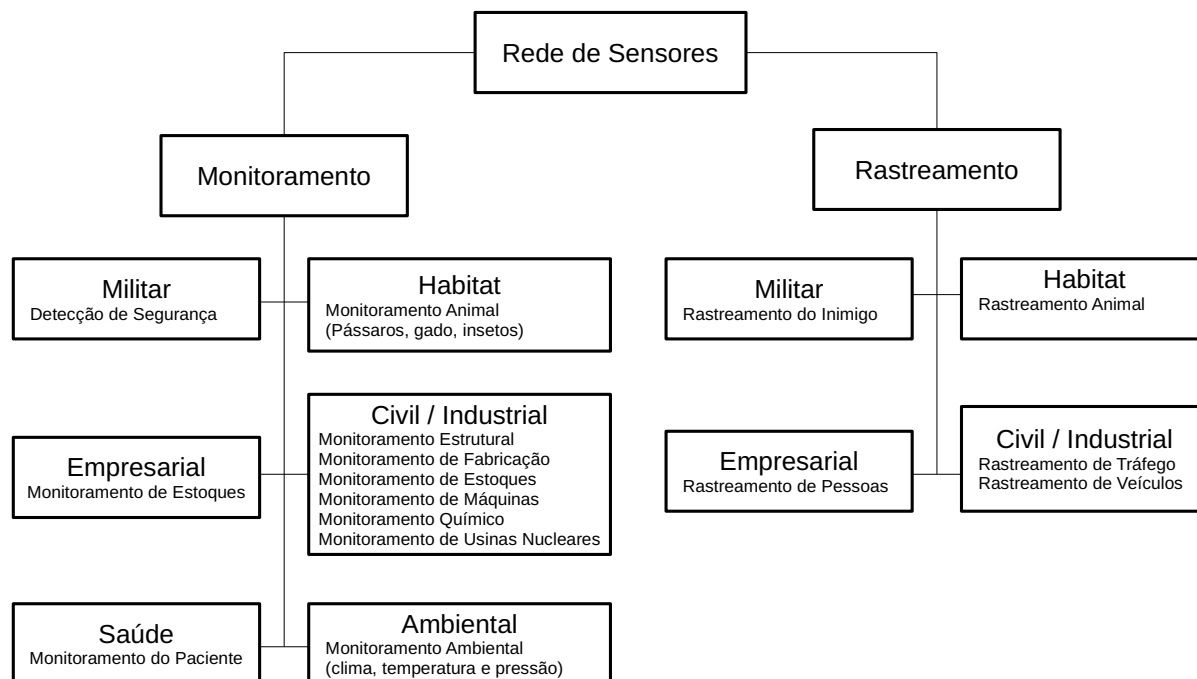 Rede de Sensores
Monitoramento
Rastreamento
Militar
Detecção de Segurança
Habitat
Monitoramento Animal
(Pássaros, gado, insetos)
Militar
Rastreamento do Inimigo
Habitat
Rastreamento Animal
Empresarial
Monitoramento de Estoques
Civil / Industrial
Monitoramento Estrutural
Monitoramento de Fabricação
Monitoramento de Estoques
Monitoramento de Máquinas
Monitoramento Químico
Monitoramento de Usinas Nucleares
Empresarial
Rastreamento de Pessoas
Civil / Industrial
Rastreamento de Tráfego
Rastreamento de Veículos
Saúde
Monitoramento do Paciente
Ambiental
Monitoramento Ambiental
(clima, temperatura e pressão)